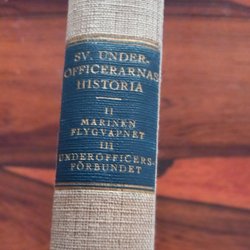 SV. UNDER-
OFFICERARNAS
HISTORIA
II
MARINEN
FLYGVAPNET
III
UNDEROFFICERS-
FÖRBUNDET